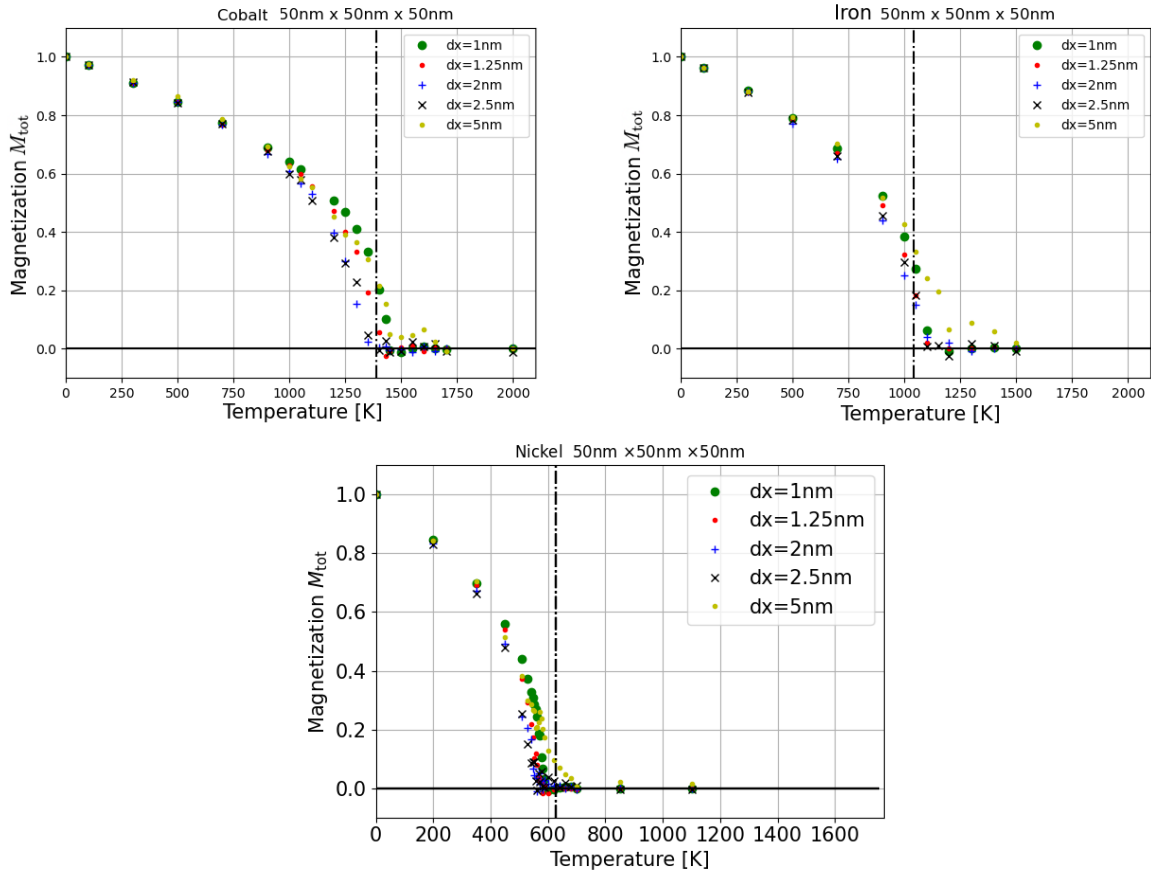 Cobalt 50nm x 50nm x 50nm
1.0
0.8
0.6
0.4
0.2
0.0
Magnetization M_tot
dx=1nm
dx=1.25nm
dx=2nm
dx=2.5nm
dx=5nm
0 250 500 750 1000 1250 1500 1750 2000
Temperature [K]
Iron 50nm x 50nm x 50nm
1.0
0.8
0.6
0.4
0.2
0.0
Magnetization M_tot
dx=1nm
dx=1.25nm
dx=2nm
dx=2.5nm
dx=5nm
0 250 500 750 1000 1250 1500 1750 2000
Temperature [K]
Nickel 50nm ×50nm ×50nm
1.0
0.8
0.6
0.4
0.2
0.0
Magnetization M_tot
dx=1nm
dx=1.25nm
dx=2nm
dx=2.5nm
dx=5nm
0 200 400 600 800 1000 1200 1400 1600
Temperature [K]